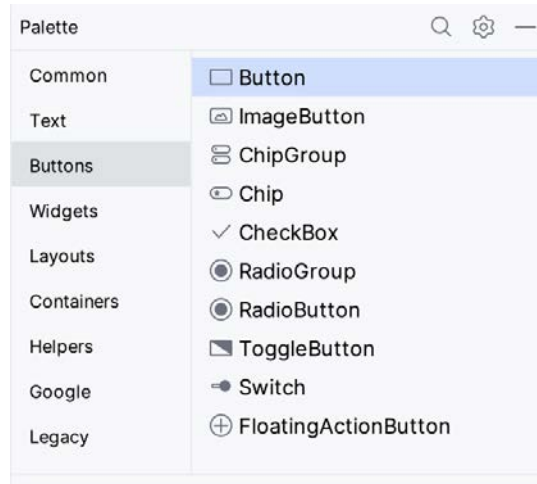 Palette
Common
Text
Buttons
Widgets
Layouts
Containers
Helpers
Google
Legacy
Button
ImageButton
ChipGroup
Chip
CheckBox
RadioGroup
RadioButton
ToggleButton
Switch
FloatingActionButton